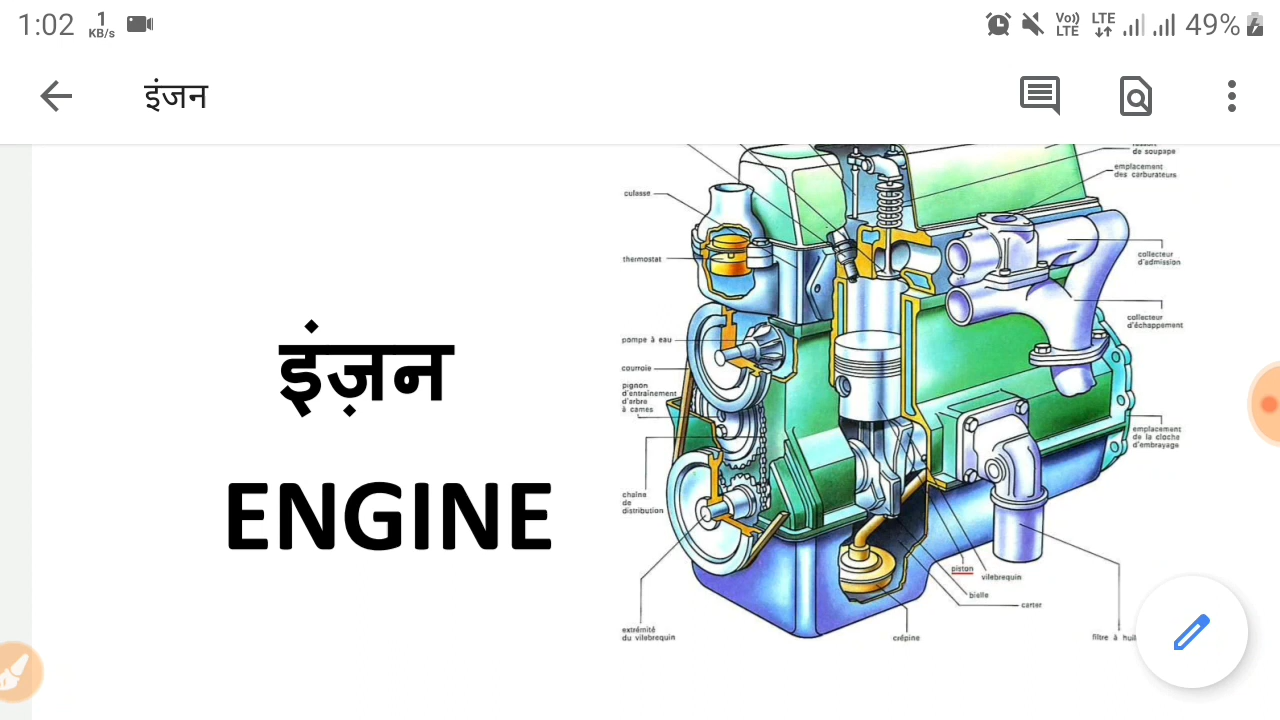 1:02 1 KB/s Vo)) LTE LTE 49%
इंजन
de soupape
emplacement
des carburateurs
culasse
collecteur
d'admission
thermostat
collecteur
d'échappement
pompe à eau
courroie
pignon
d'entraînement
d'arbre
à cames
इंज़न
ENGINE
emplacement
de la cloche
d'embrayage
chaîne
de
distribution
piston
vilebrequin
bielle
carter
extrémité
du vilebrequin
crépine
filtre à huil